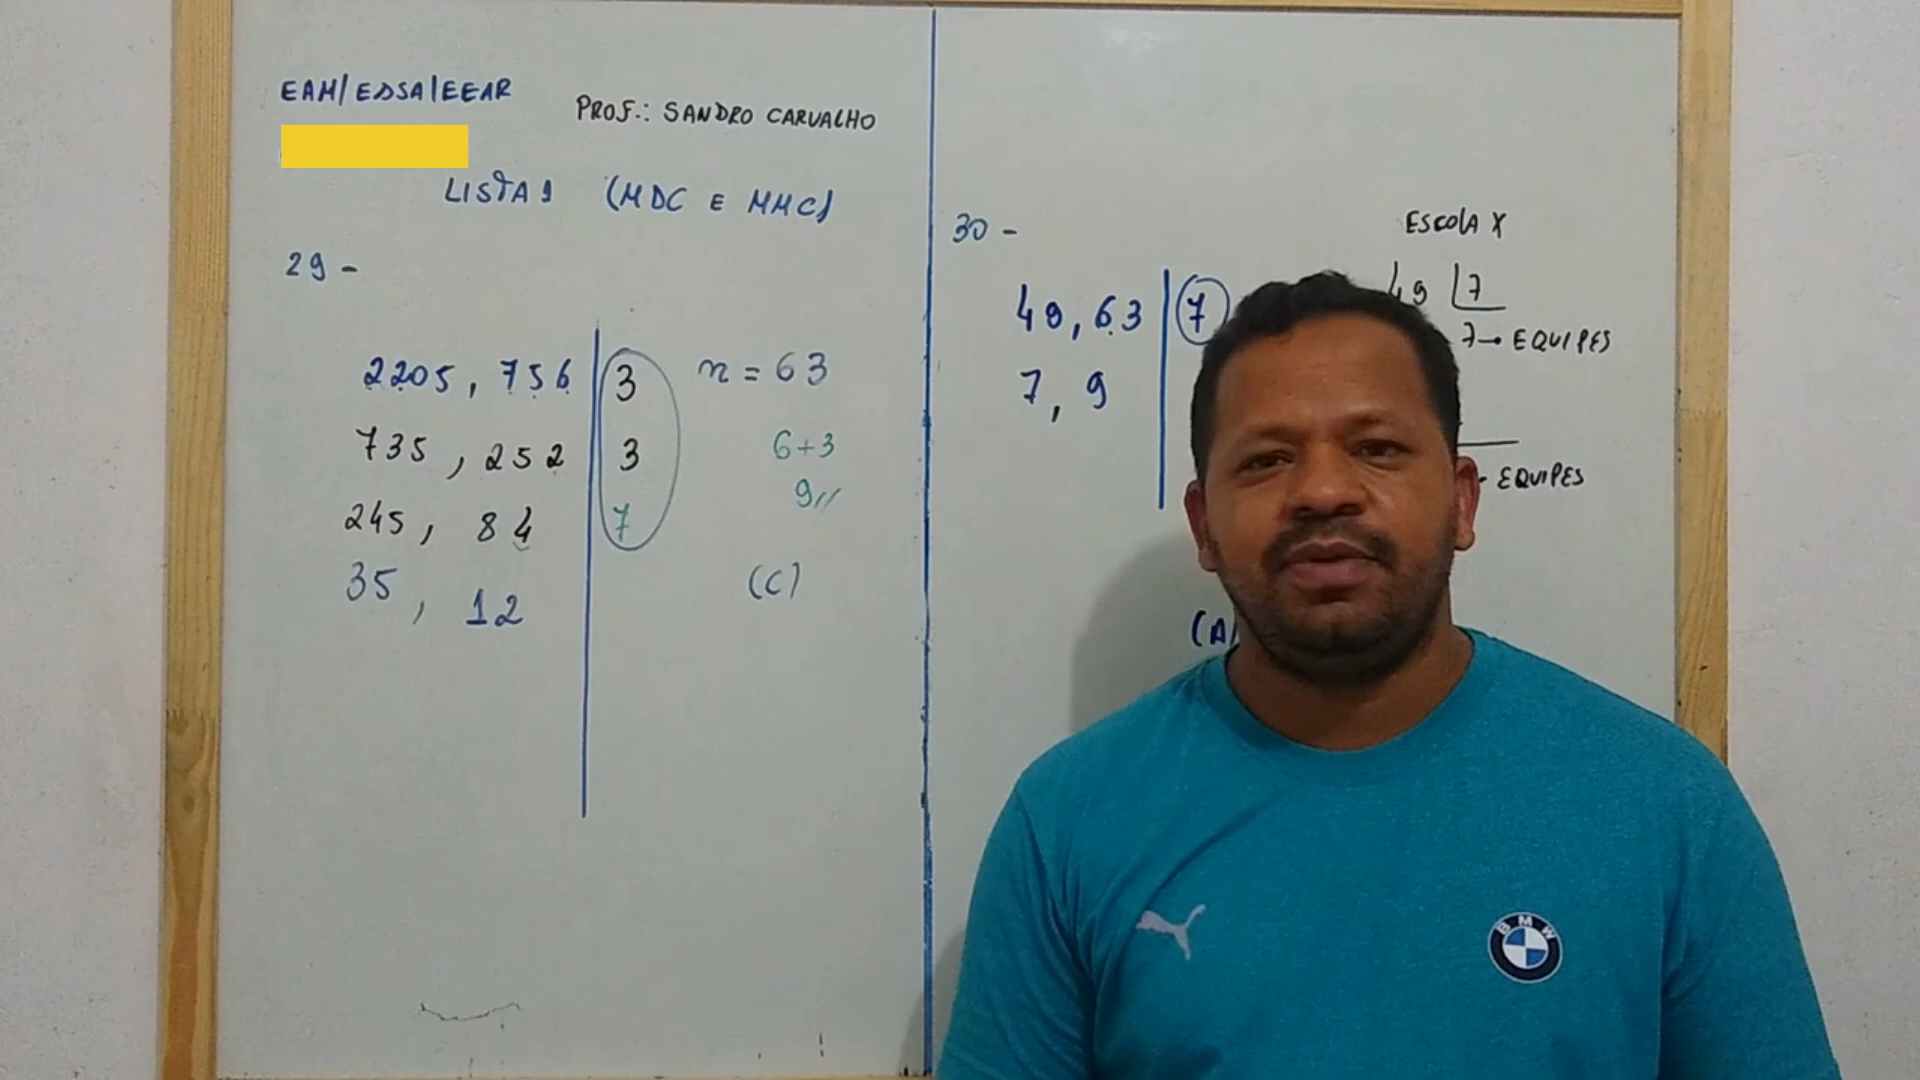 EAM/EDSA/EEAR
PROF.: SANDRO CARVALHO
LISTA 1 (MDC E MMC)
29 -
2205, 756 | 3
735, 252 | 3
245, 84 | 7
35, 12
n = 63
6+3
9//
(C)
30 -
49, 63 | 7
7, 9
ESCOLA X
49 7
7→ EQUIPES
EQUIPES
(A)
BMW